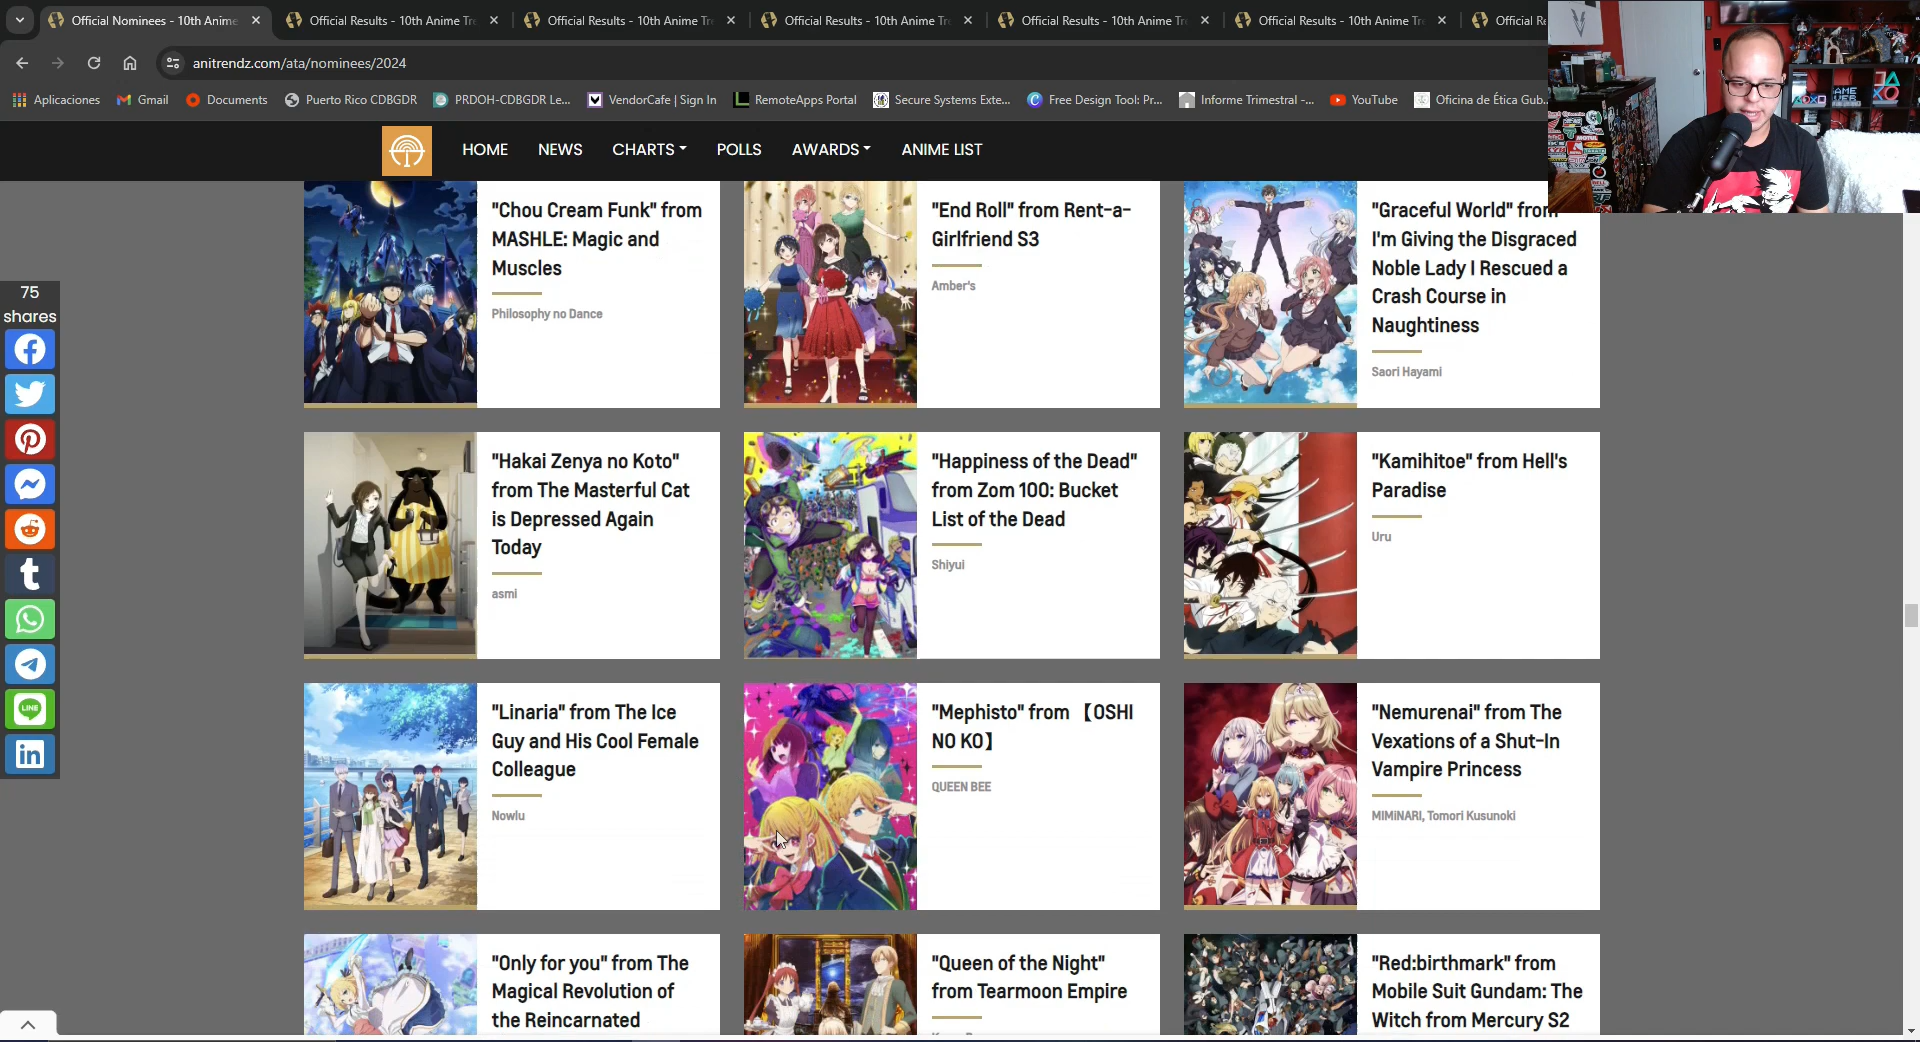 Official Nominees - 10th Anime
Official Results - 10th Anime Tre
Official Results - 10th Anime Tre
Official Results - 10th Anime Tre
Official Results - 10th Anime Tre
Official Results - 10th Anime Tre
Official Re
anitrendz.com/ata/nominees/2024
Aplicaciones
Gmail
Documents
Puerto Rico CDBGDR
PRDOH-CDBGDR Le...
VendorCafe | Sign In
RemoteApps Portal
Secure Systems Exte...
Free Design Tool: Pr...
Informe Trimestral -...
YouTube
Oficina de Ética Gub...
HOME
NEWS
CHARTS
POLLS
AWARDS
ANIME LIST
75
shares
LINE
"Chou Cream Funk" from
MASHLE: Magic and
Muscles
Philosophy no Dance
"End Roll" from Rent-a-
Girlfriend S3
Amber's
"Graceful World" from
I'm Giving the Disgraced
Noble Lady I Rescued a
Crash Course in
Naughtiness
Saori Hayami
"Hakai Zenya no Koto"
from The Masterful Cat
is Depressed Again
Today
asmi
"Happiness of the Dead"
from Zom 100: Bucket
List of the Dead
Shiyui
"Kamihitoe" from Hell's
Paradise
Uru
"Linaria" from The Ice
Guy and His Cool Female
Colleague
Nowlu
"Mephisto" from 【OSHI
NO KO】
QUEEN BEE
"Nemurenai" from The
Vexations of a Shut-In
Vampire Princess
MIMiNARI, Tomori Kusunoki
"Only for you" from The
Magical Revolution of
the Reincarnated
"Queen of the Night"
from Tearmoon Empire
"Red:birthmark" from
Mobile Suit Gundam: The
Witch from Mercury S2